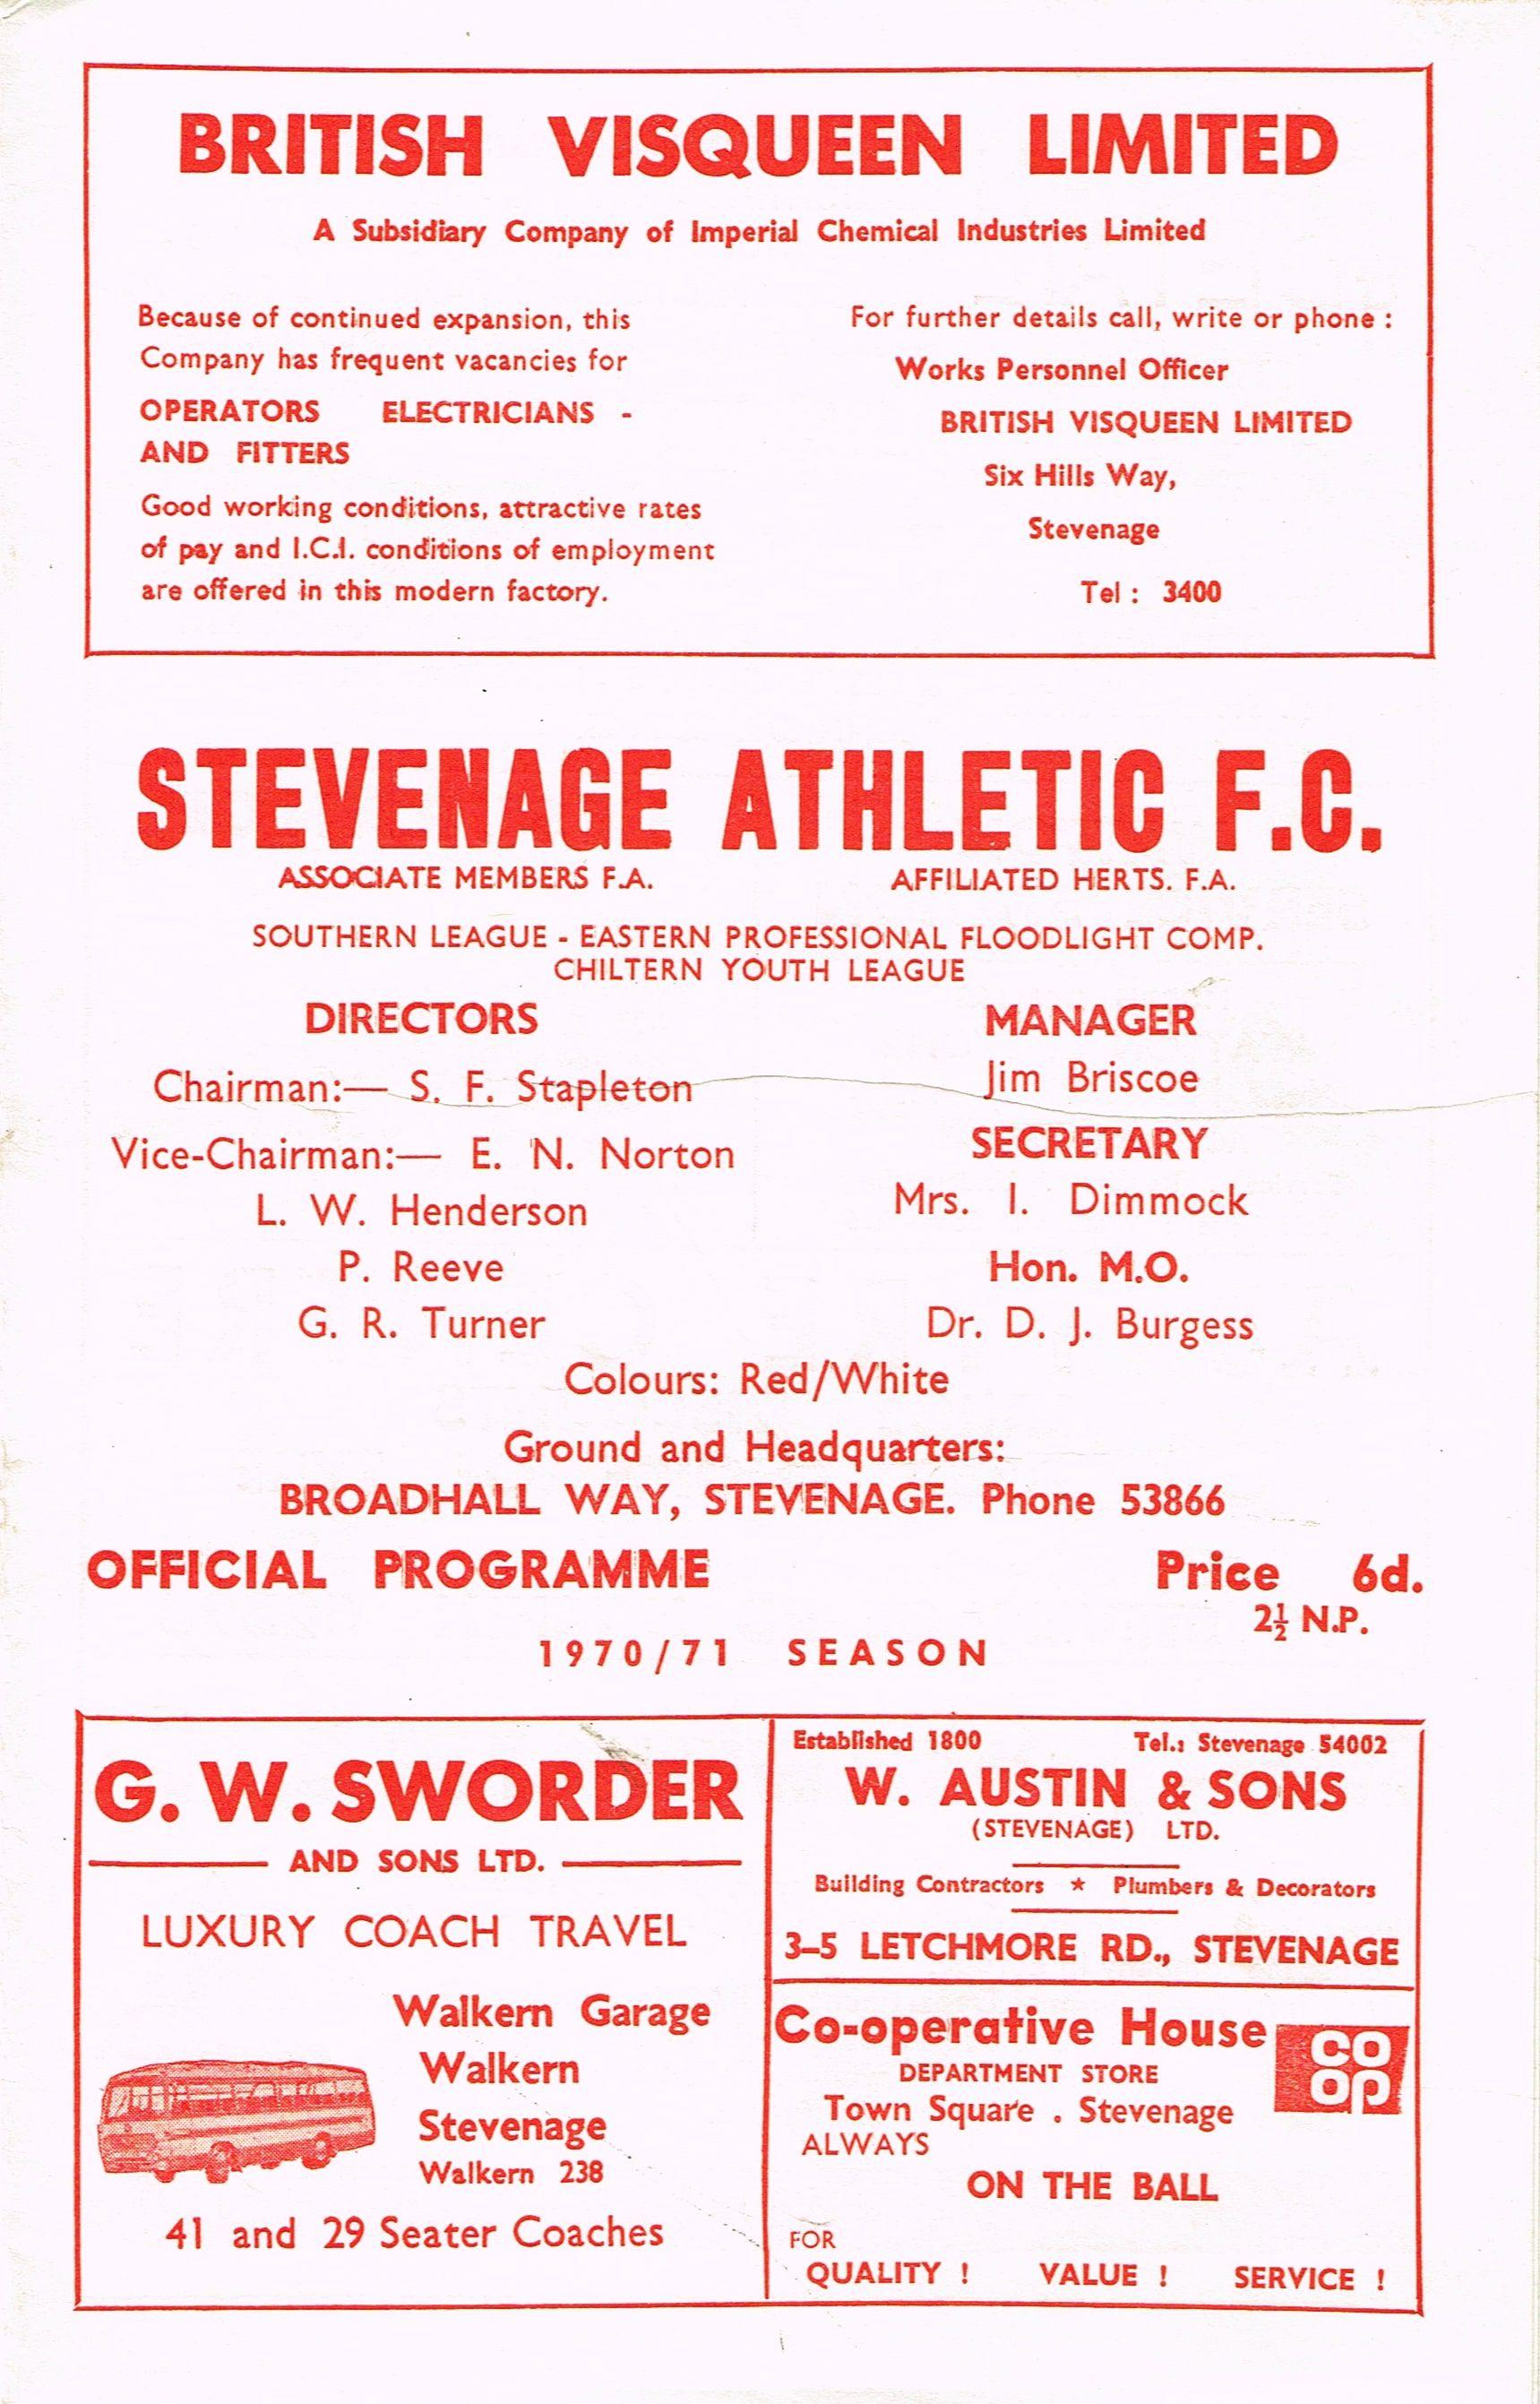 BRITISH VISQUEEN LIMITED
A Subsidiary Company of Imperial Chemical Industries Limited
Because of continued expansion, this
Company has frequent vacancies for
OPERATORS ELECTRICIANS -
AND FITTERS
Good working conditions, attractive rates
of pay and I.C.I. conditions of employment
are offered in this modern factory.
For further details call, write or phone :
Works Personnel Officer
BRITISH VISQUEEN LIMITED
Six Hills Way,
Stevenage
Tel : 3400
STEVENAGE ATHLETIC F.C.
ASSOCIATE MEMBERS F.A. AFFILIATED HERTS. F.A.
SOUTHERN LEAGUE - EASTERN PROFESSIONAL FLOODLIGHT COMP.
CHILTERN YOUTH LEAGUE
DIRECTORS
Chairman:— S. F. Stapleton
Vice-Chairman:— E. N. Norton
L. W. Henderson
P. Reeve
G. R. Turner
MANAGER
Jim Briscoe
SECRETARY
Mrs. I. Dimmock
Hon. M.O.
Dr. D. J. Burgess
Colours: Red/White
Ground and Headquarters:
BROADHALL WAY, STEVENAGE. Phone 53866
OFFICIAL PROGRAMME Price 6d.
2½ N.P.
1970/71 SEASON
G. W. SWORDER
AND SONS LTD.
LUXURY COACH TRAVEL
Walkern Garage
Walkern
Stevenage
Walkern 238
41 and 29 Seater Coaches
Established 1800 Tel.: Stevenage 54002
W. AUSTIN & SONS
(STEVENAGE) LTD.
Building Contractors ★ Plumbers & Decorators
3–5 LETCHMORE RD., STEVENAGE
Co-operative House
CO
OP
DEPARTMENT STORE
Town Square . Stevenage
ALWAYS
ON THE BALL
FOR
QUALITY ! VALUE ! SERVICE !